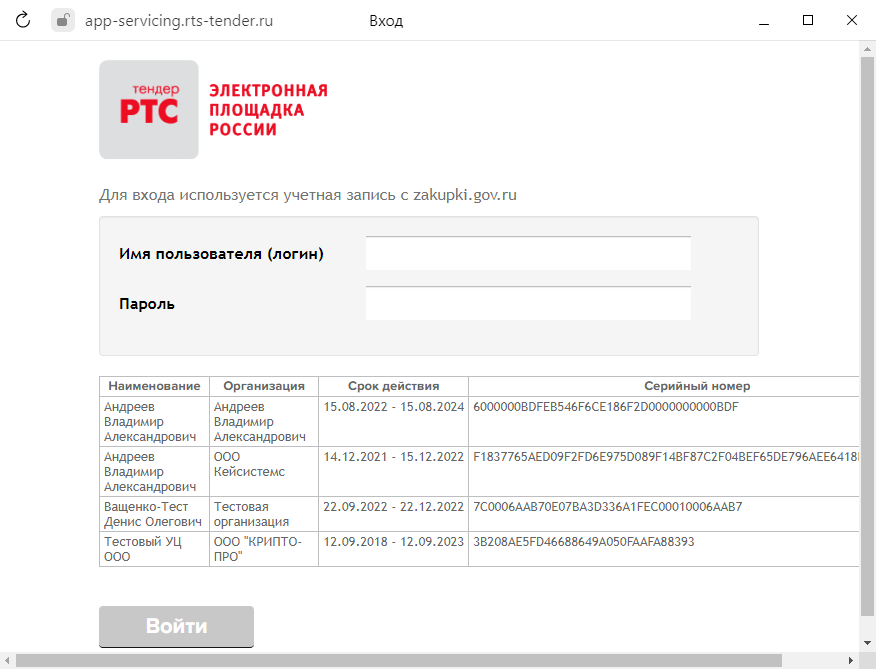 app-servicing.rts-tender.ru
Вход
тендер
РТС
ЭЛЕКТРОННАЯ
ПЛОЩАДКА
РОССИИ
Для входа используется учетная запись с zakupki.gov.ru
Имя пользователя (логин)
Пароль
Наименование Организация Срок действия Серийный номер
Андреев Андреев 15.08.2022 - 15.08.2024 6000000BDFEB546F6CE186F2D0000000000BDF
Владимир Владимир
Александрович Александрович
Андреев ООО 14.12.2021 - 15.12.2022 F1837765AED09F2FD6E975D089F14BF87C2F04BEF65DE796AEE6418
Владимир Кейсистемс
Александрович
Ващенко-Тест Тестовая 22.09.2022 - 22.12.2022 7C0006AAB70E07BA3D336A1FEC00010006AAB7
Денис Олегович организация
Тестовый УЦ ООО "КРИПТО- 12.09.2018 - 12.09.2023 3B208AE5FD46688649A050FAAFA88393
ООО ПРО"
Войти